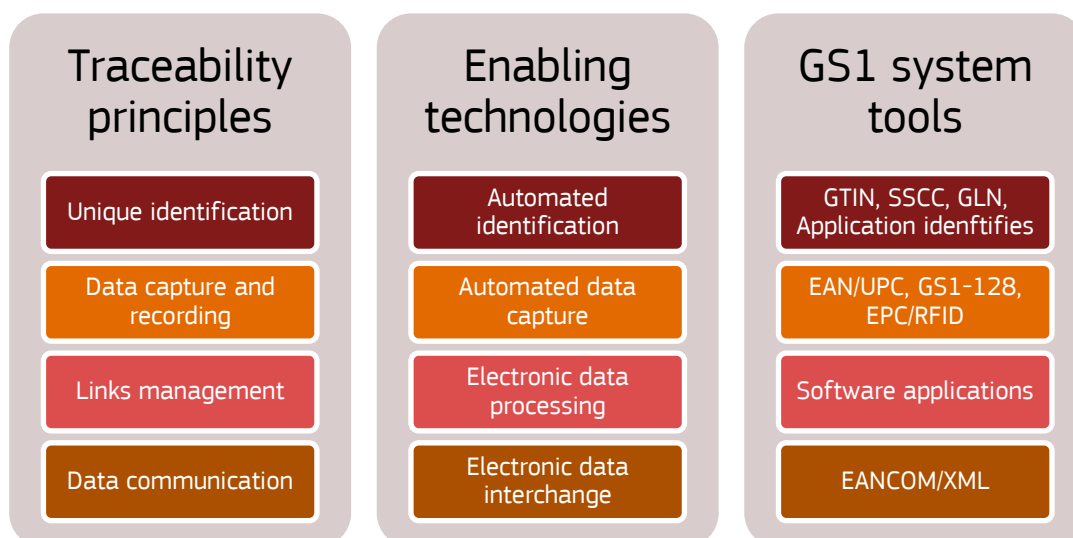 Traceability
principles
Unique identification
Data capture and
recording
Links management
Data communication
Enabling
technologies
Automated
identification
Automated data
capture
Electronic data
processing
Electronic data
interchange
GS1 system
tools
GTIN, SSCC, GLN,
Application idenftifies
EAN/UPC, GS1-128,
EPC/RFID
Software applications
EANCOM/XML